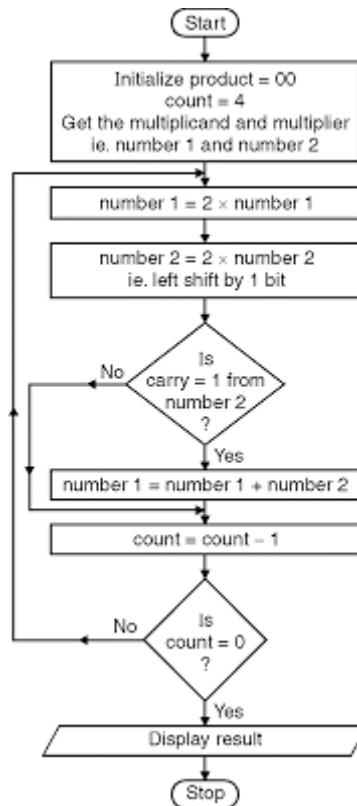 Start
Initialize product = 00
count = 4
Get the multiplicand and multiplier
ie. number 1 and number 2
number 1 = 2 × number 1
number 2 = 2 × number 2
ie. left shift by 1 bit
Is
carry = 1 from
number 2
?
No
Yes
number 1 = number 1 + number 2
count = count − 1
Is
count = 0
?
No
Yes
Display result
Stop